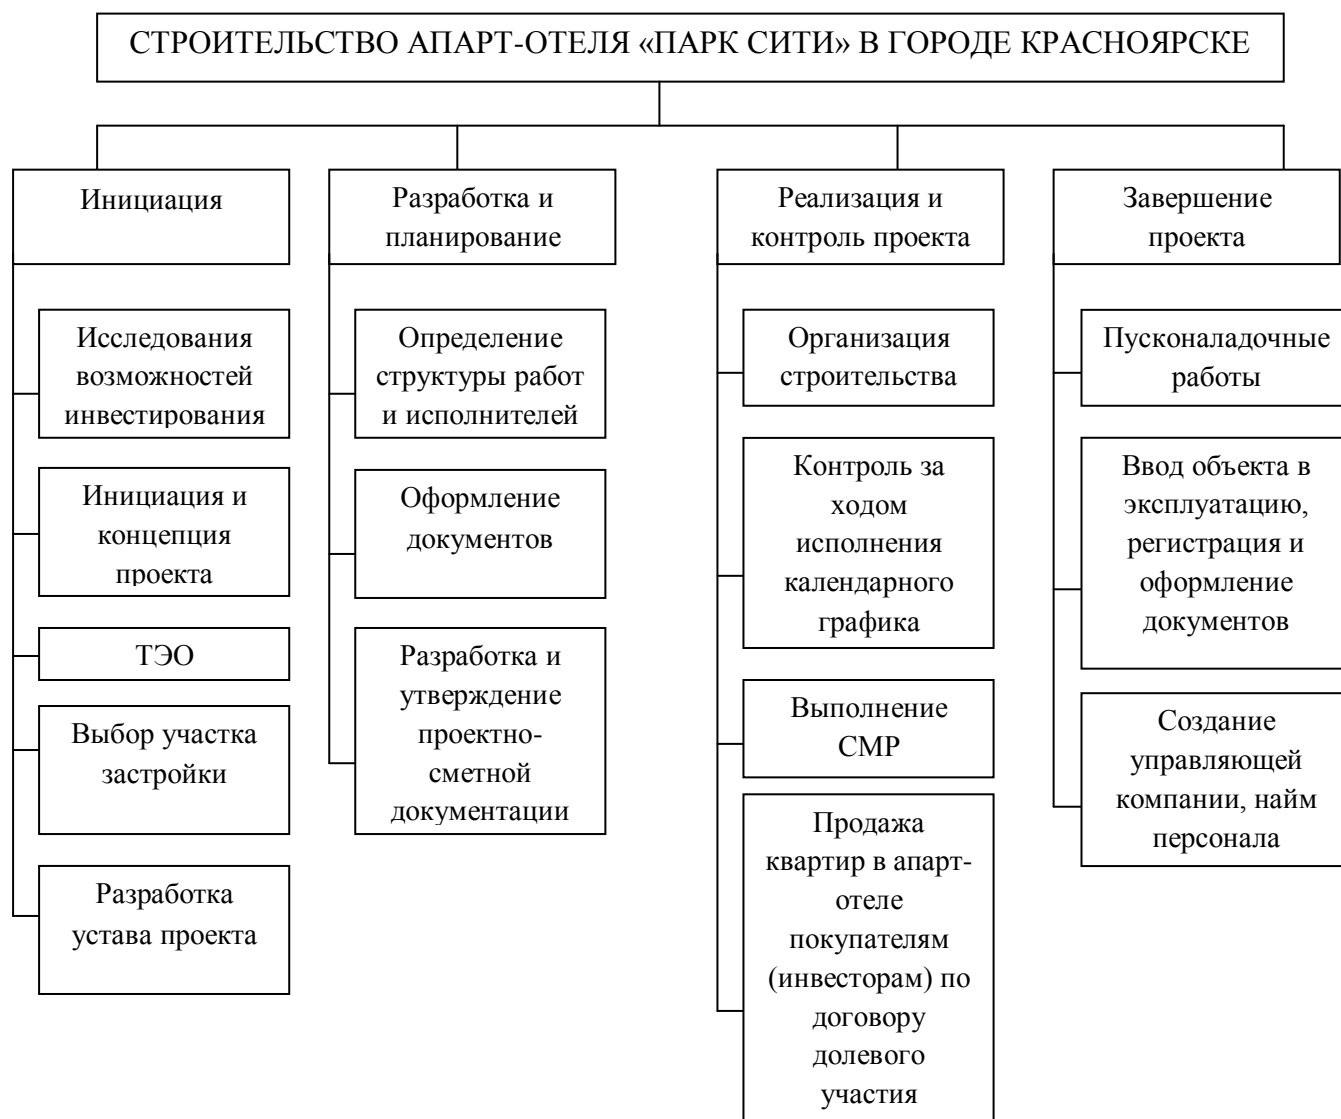 СТРОИТЕЛЬСТВО АПАРТ-ОТЕЛЯ «ПАРК СИТИ» В ГОРОДЕ КРАСНОЯРСКЕ
Инициация
Исследования
возможностей
инвестирования
Инициация и
концепция
проекта
ТЭО
Выбор участка
застройки
Разработка
устава проекта
Разработка и
планирование
Определение
структуры работ
и исполнителей
Оформление
документов
Разработка и
утверждение
проектно-
сметной
документации
Реализация и
контроль проекта
Организация
строительства
Контроль за
ходом
исполнения
календарного
графика
Выполнение
СМР
Продажа
квартир в апарт-
отеле
покупателям
(инвесторам) по
договору
долевого
участия
Завершение
проекта
Пусконаладочные
работы
Ввод объекта в
эксплуатацию,
регистрация и
оформление
документов
Создание
управляющей
компании, найм
персонала